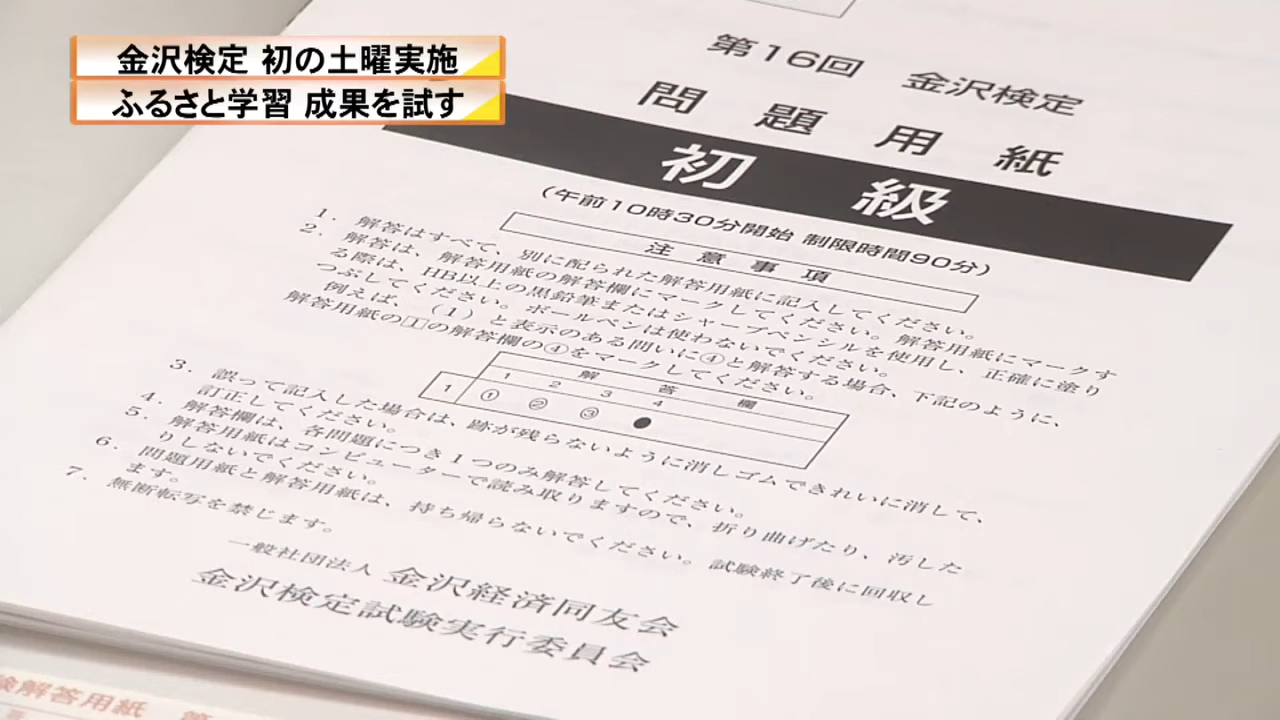 金沢検定 初の土曜実施
ふるさと学習 成果を試す
第16回 金沢検定
問題用紙
初級
(午前10時30分開始 制限時間90分)
注意事項
1. 解答はすべて、別に配られた解答用紙に記入してください。
2. 解答は、解答用紙の解答欄にマークしてください。解答用紙にマークす
る際は、HB以上の黒鉛筆またはシャープペンシルを使用し、正確に塗り
つぶしてください。ボールペンは使わないでください。
例えば、(1)と表示のある問いに④と解答する場合、下記のように、
解答用紙の1の解答欄の④をマークしてください。
解答欄
1 2 3 4
1 ① ② ③
3. 誤って記入した場合は、跡が残らないように消しゴムできれいに消して、
訂正してください。
4. 解答欄は、各問題につき1つのみ解答してください。
5. 解答用紙はコンピューターで読み取りますので、折り曲げたり、汚した
りしないでください。
6. 問題用紙と解答用紙は、持ち帰らないでください。試験終了後に回収し
ます。
7. 無断転写を禁じます。
一般社団法人 金沢経済同友会
金沢検定試験実行委員会
解答用紙